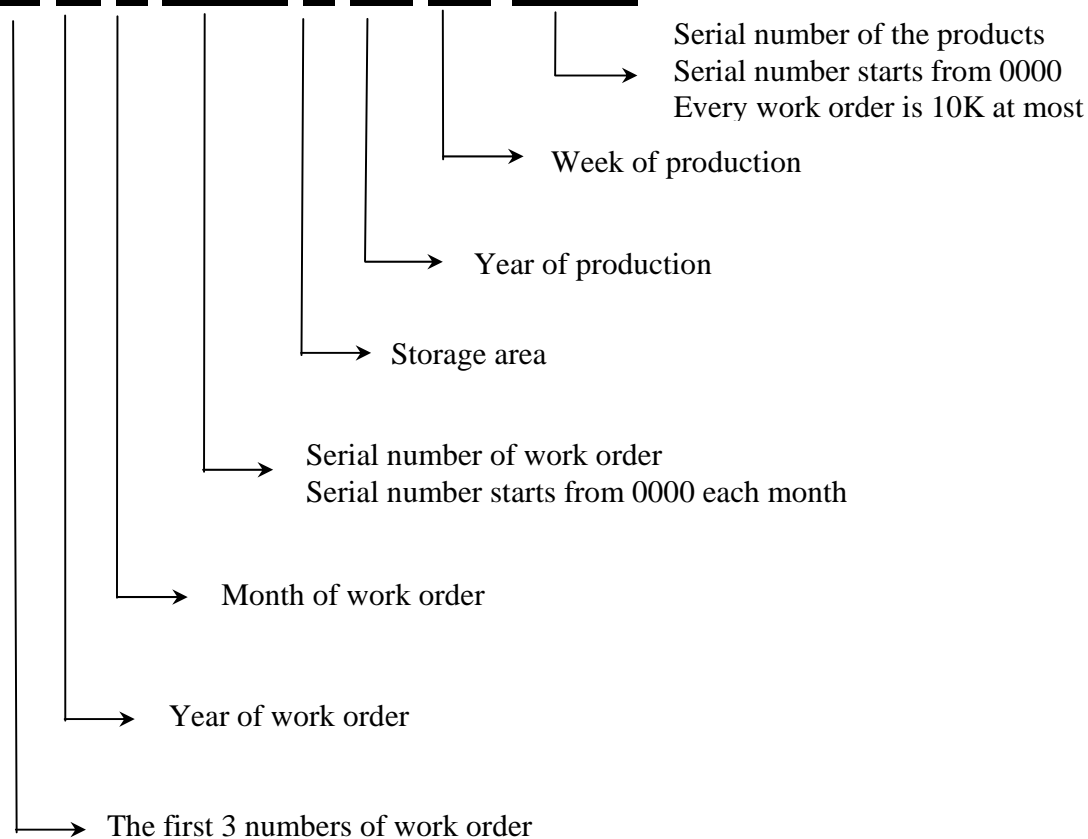 Serial number of the products
Serial number starts from 0000
Every work order is 10K at most
Week of production
Year of production
Storage area
Serial number of work order
Serial number starts from 0000 each month
Month of work order
Year of work order
The first 3 numbers of work order